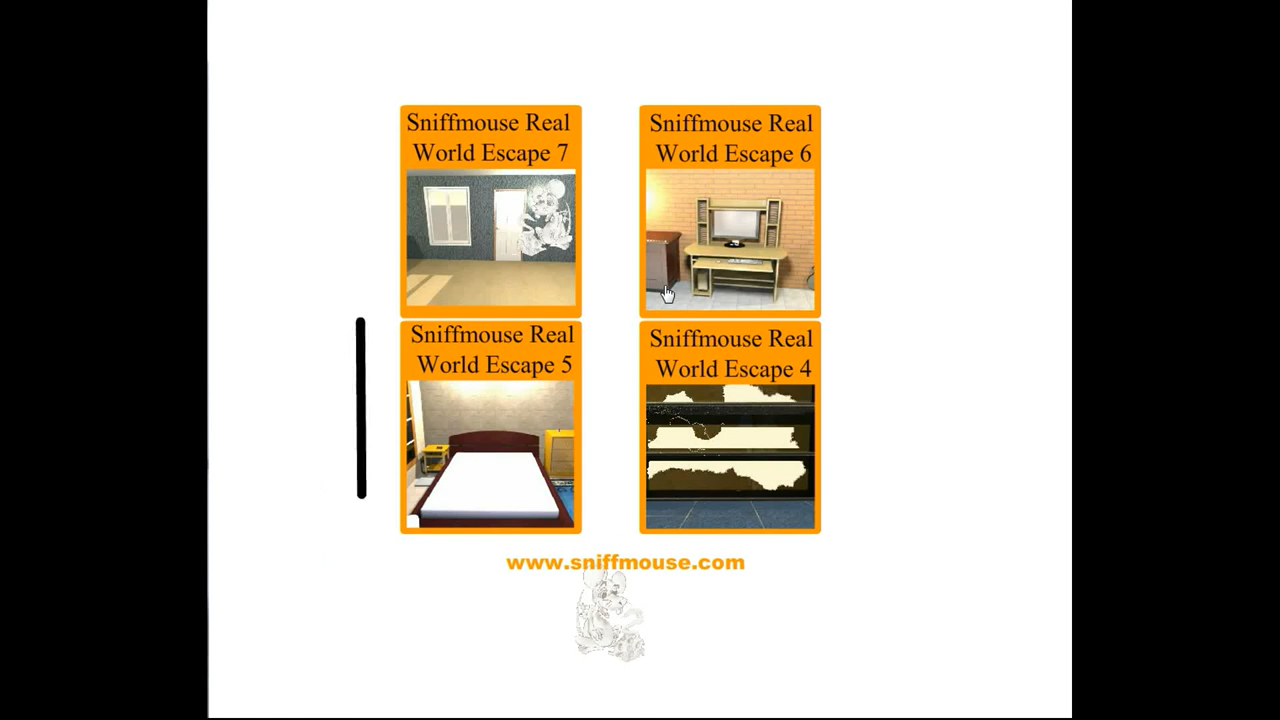 Sniffmouse Real
World Escape 7
Sniffmouse Real
World Escape 6
Sniffmouse Real
World Escape 5
Sniffmouse Real
World Escape 4
www.sniffmouse.com